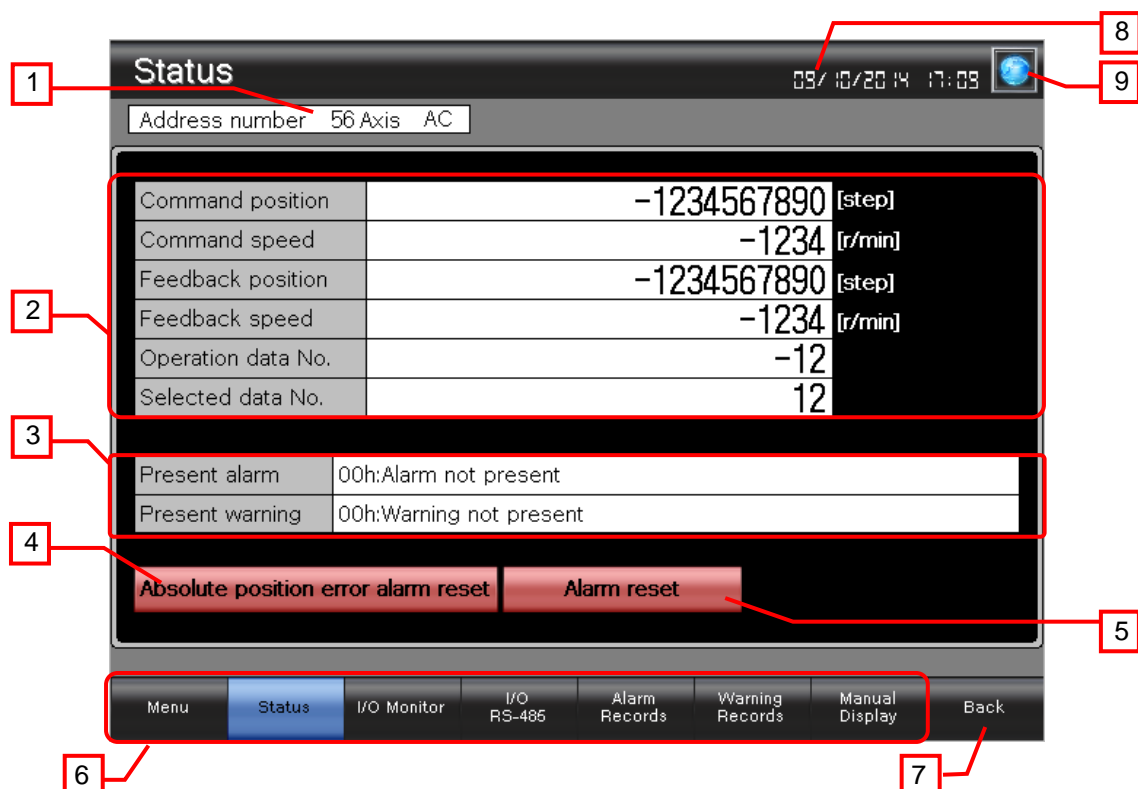 8
Status
09/10/2014 17:09
1
9
Address number 56 Axis AC
Command position -1234567890 [step]
Command speed -1234 [r/min]
Feedback position -1234567890 [step]
2
Feedback speed -1234 [r/min]
Operation data No. -12
Selected data No. 12
3
Present alarm 00h:Alarm not present
Present warning 00h:Warning not present
4
Absolute position error alarm reset Alarm reset
5
Menu Status I/O Monitor I/O RS-485 Alarm Records Warning Records Manual Display Back
6 7